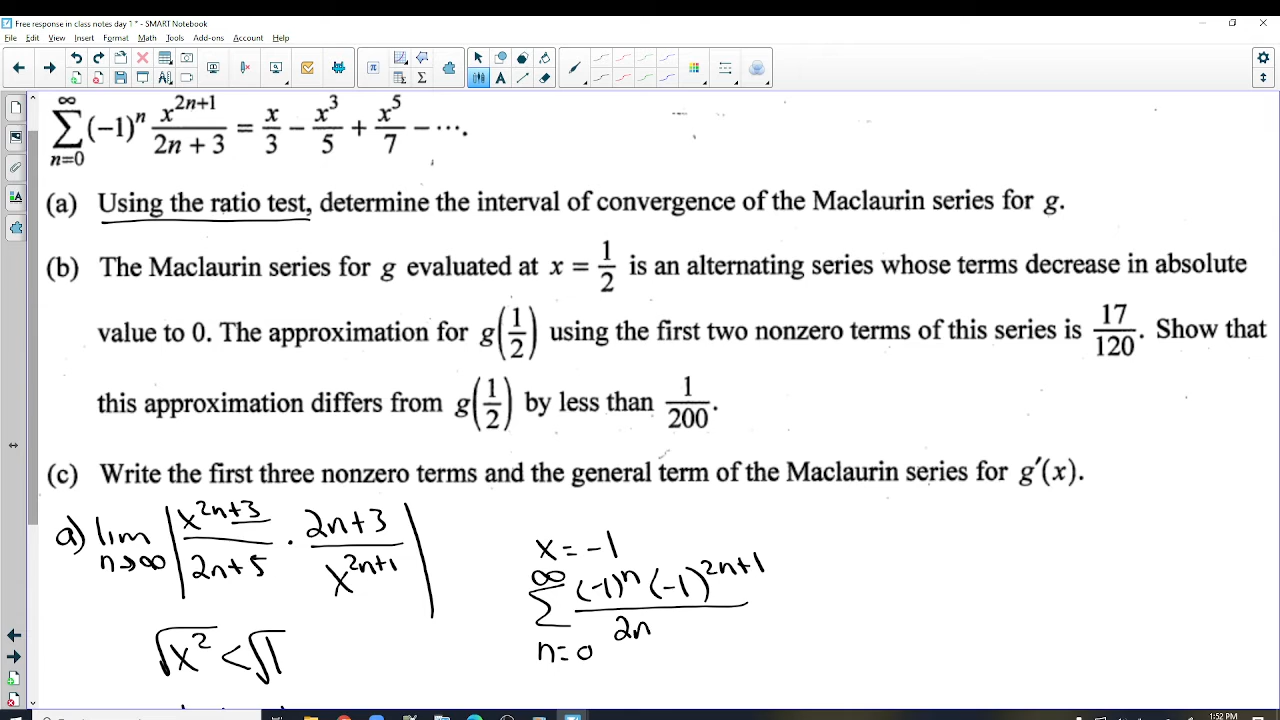 Free response in class notes day 1 * - SMART Notebook
File Edit View Insert Format Math Tools Add-ons Account Help
∑_{n=0}^{∞} (−1)^n x^{2n+1}/(2n + 3) = x/3 − x^3/5 + x^5/7 − ⋯.
(a) Using the ratio test, determine the interval of convergence of the Maclaurin series for g.
(b) The Maclaurin series for g evaluated at x = 1/2 is an alternating series whose terms decrease in absolute
value to 0. The approximation for g(1/2) using the first two nonzero terms of this series is 17/120. Show that
this approximation differs from g(1/2) by less than 1/200.
(c) Write the first three nonzero terms and the general term of the Maclaurin series for g′(x).
a) lim_{n→∞} | x^{2n+3}/(2n+5) · (2n+3)/x^{2n+1} |
√x^2 < √1
x = -1
∑_{n=0}^{∞} (-1)^n (-1)^{2n+1}/2n
1:52 PM